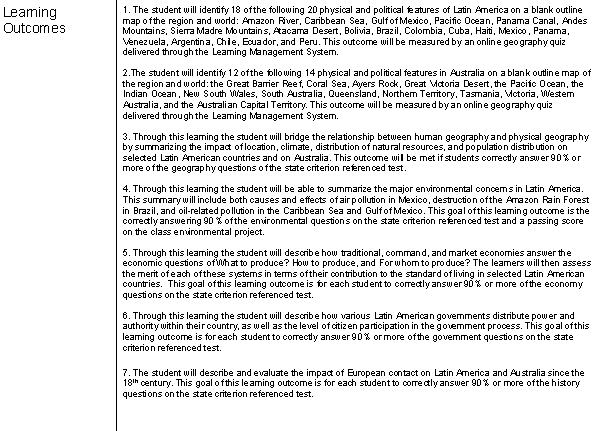 Learning
Outcomes
1. The student will identify 18 of the following 20 physical and political features of Latin America on a blank outline
map of the region and world: Amazon River, Caribbean Sea, Gulf of Mexico, Pacific Ocean, Panama Canal, Andes
Mountains, Sierra Madre Mountains, Atacama Desert, Bolivia, Brazil, Colombia, Cuba, Haiti, Mexico, Panama,
Venezuela, Argentina, Chile, Ecuador, and Peru. This outcome will be measured by an online geography quiz
delivered through the Learning Management System.
2.The student will identify 12 of the following 14 physical and political features in Australia on a blank outline map of
the region and world: the Great Barrier Reef, Coral Sea, Ayers Rock, Great Victoria Desert, the Pacific Ocean, the
Indian Ocean, New South Wales, South Australia, Queensland, Northern Territory, Tasmania, Victoria, Western
Australia, and the Australian Capital Territory. This outcome will be measured by an online geography quiz
delivered through the Learning Management System.
3. Through this learning the student will bridge the relationship between human geography and physical geography
by summarizing the impact of location, climate, distribution of natural resources, and population distribution on
selected Latin American countries and on Australia. This outcome will be met if students correctly answer 90% or
more of the geography questions of the state criterion referenced test.
4. Through this learning the student will be able to summarize the major environmental concerns in Latin America.
This summary will include both causes and effects of air pollution in Mexico, destruction of the Amazon Rain Forest
in Brazil, and oil-related pollution in the Caribbean Sea and Gulf of Mexico. This goal of this learning outcome is the
correctly answering 90% of the environmental questions on the state criterion referenced test and a passing score
on the class environmental project.
5. Through this learning the student will describe how traditional, command, and market economies answer the
economic questions of What to produce? How to produce, and For whom to produce? The learners will then assess
the merit of each of these systems in terms of their contribution to the standard of living in selected Latin American
countries. This goal of this learning outcome is for each student to correctly answer 90% or more of the economy
questions on the state criterion referenced test.
6. Through this learning the student will describe how various Latin American governments distribute power and
authority within their country, as well as the level of citizen participation in the government process. This goal of this
learning outcome is for each student to correctly answer 90% or more of the government questions on the state
criterion referenced test.
7. The student will describe and evaluate the impact of European contact on Latin America and Australia since the
18th century. This goal of this learning outcome is for each student to correctly answer 90% or more of the history
questions on the state criterion referenced test.